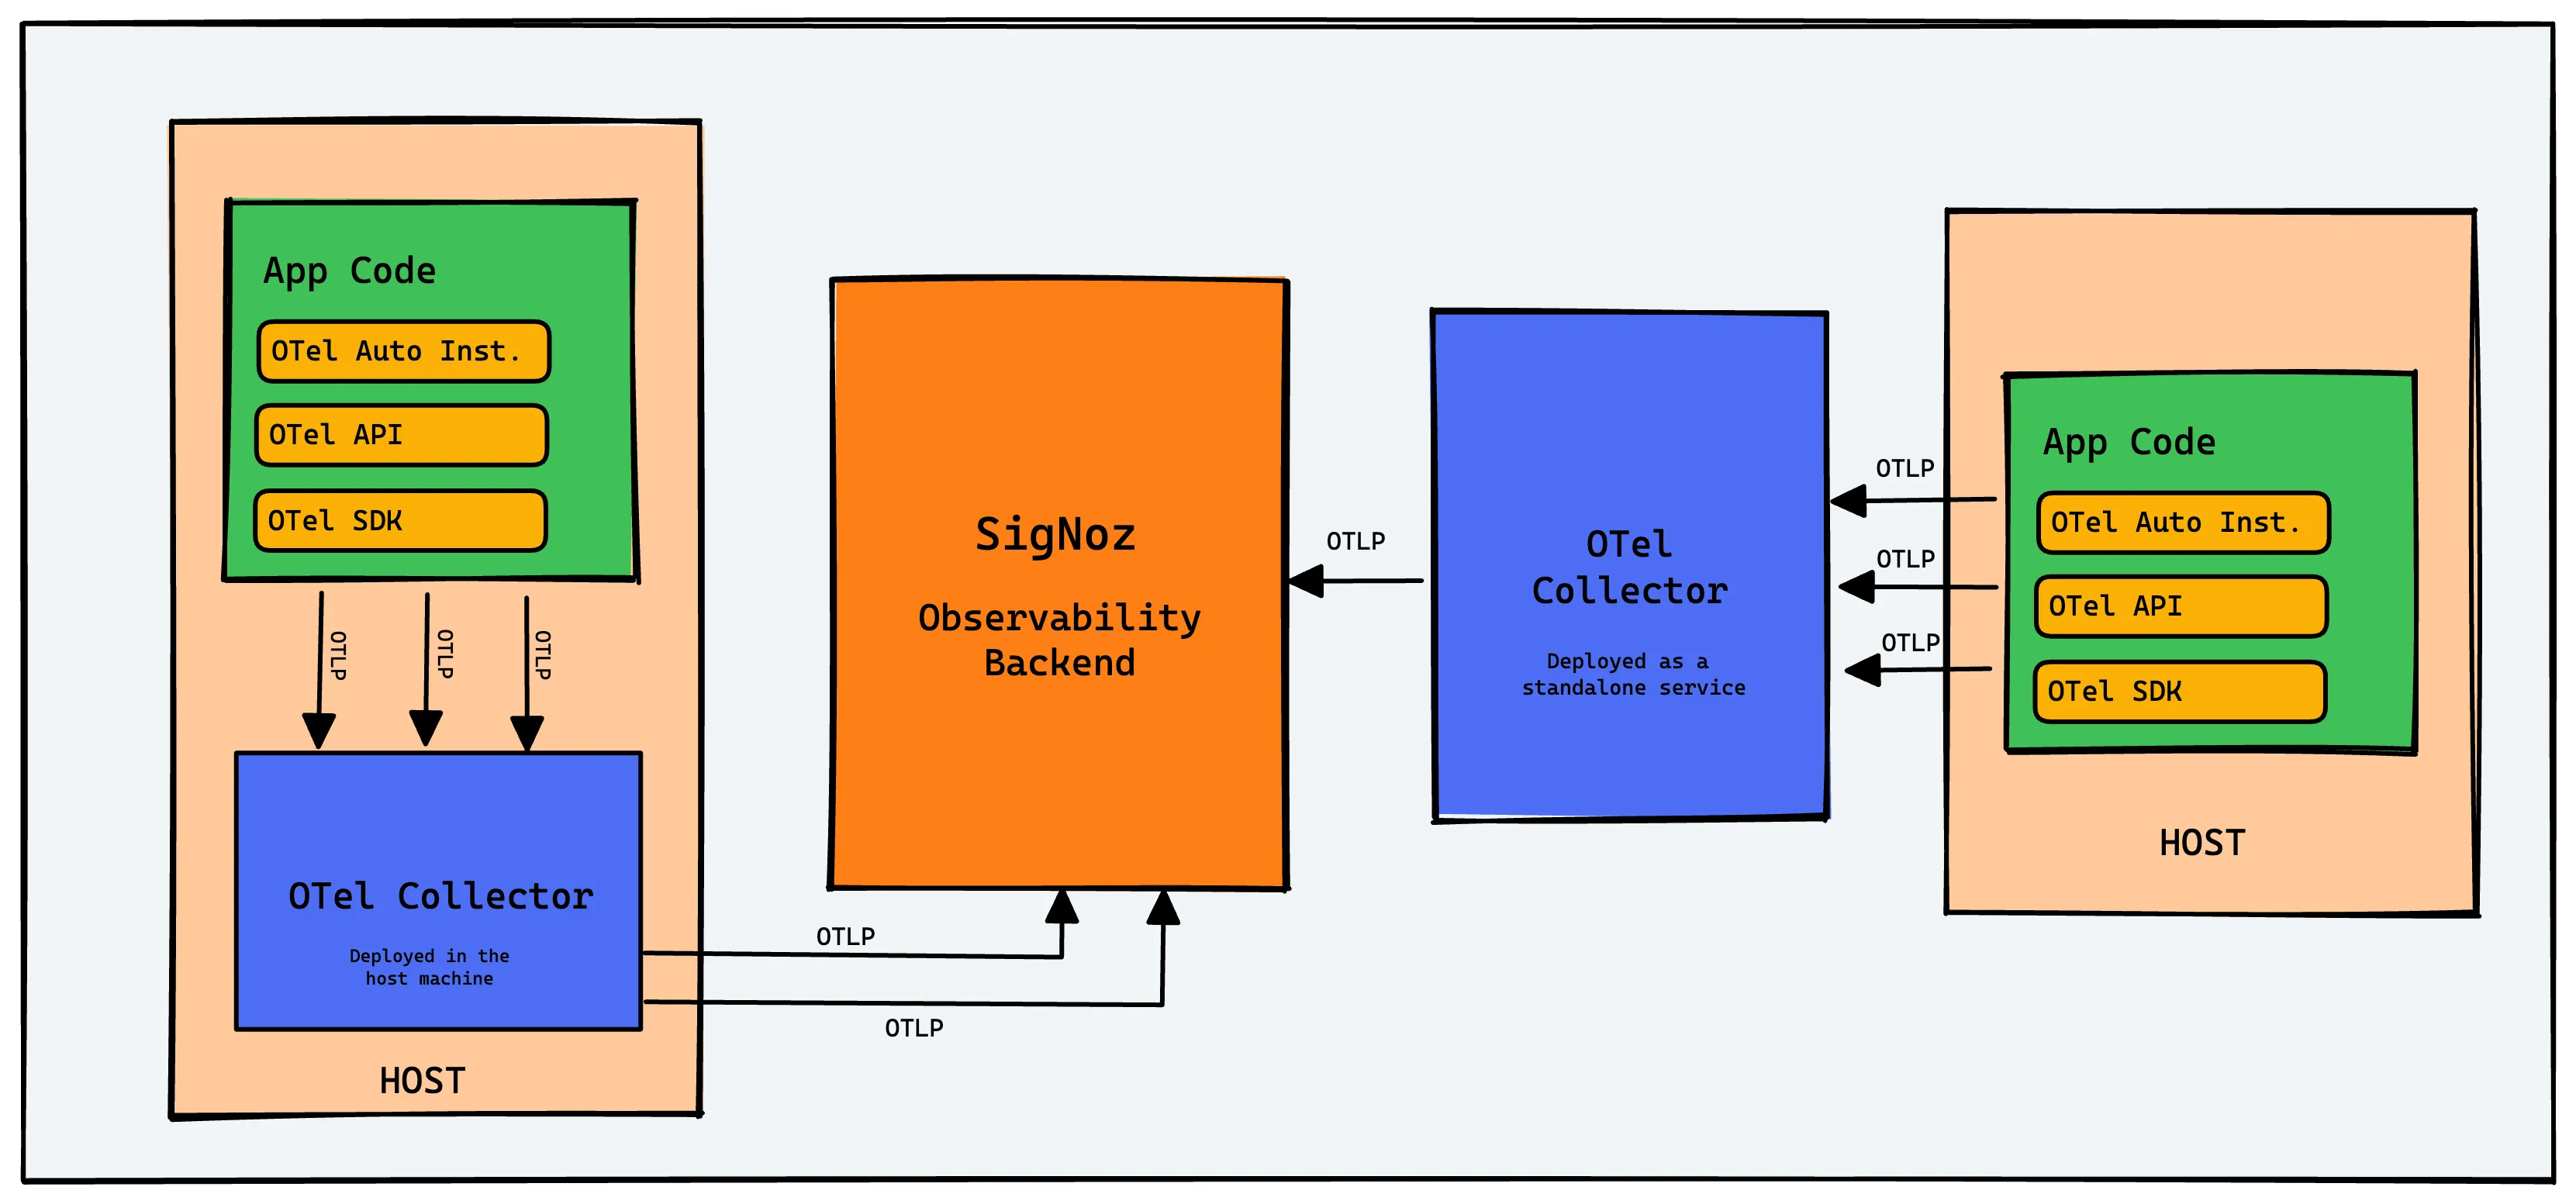 App Code
OTel Auto Inst.
OTel API
OTel SDK
OTLP
OTLP
OTLP
OTel Collector
Deployed in the
host machine
HOST
OTLP
OTLP
SigNoz
Observability
Backend
OTLP
OTel
Collector
Deployed as a
standalone service
OTLP
OTLP
OTLP
App Code
OTel Auto Inst.
OTel API
OTel SDK
HOST